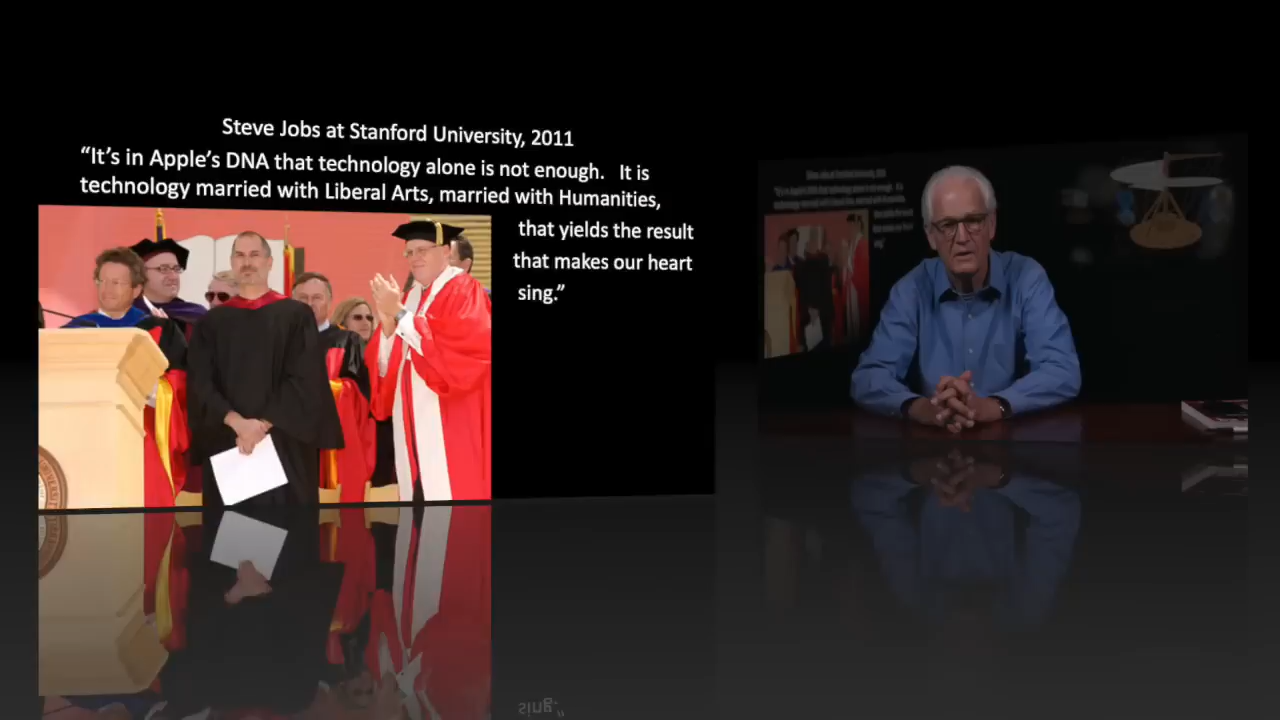 Steve Jobs at Stanford University, 2011
“It’s in Apple’s DNA that technology alone is not enough. It is
technology married with Liberal Arts, married with Humanities,
that yields the result
that makes our heart
sing.”